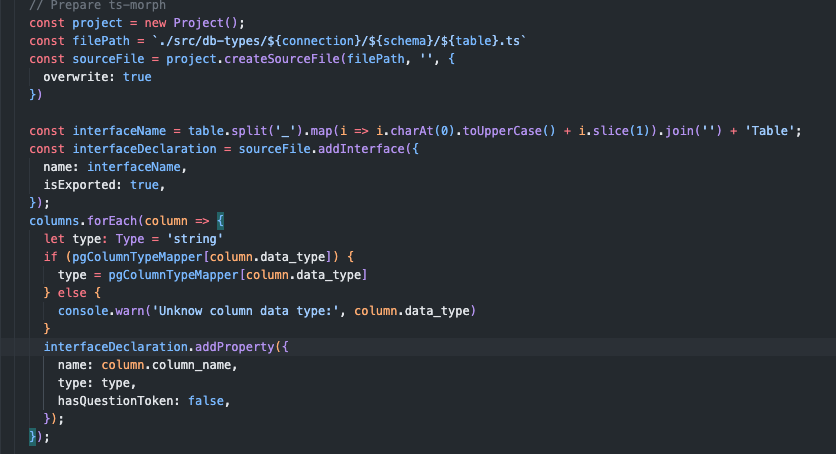 // Prepare ts-morph
const project = new Project();
const filePath = `./src/db-types/${connection}/${schema}/${table}.ts`
const sourceFile = project.createSourceFile(filePath, '', {
  overwrite: true
})

const interfaceName = table.split('_').map(i => i.charAt(0).toUpperCase() + i.slice(1)).join('') + 'Table';
const interfaceDeclaration = sourceFile.addInterface({
  name: interfaceName,
  isExported: true,
});
columns.forEach(column => {
  let type: Type = 'string'
  if (pgColumnTypeMapper[column.data_type]) {
    type = pgColumnTypeMapper[column.data_type]
  } else {
    console.warn('Unknow column data type:', column.data_type)
  }
  interfaceDeclaration.addProperty({
    name: column.column_name,
    type: type,
    hasQuestionToken: false,
  });
});